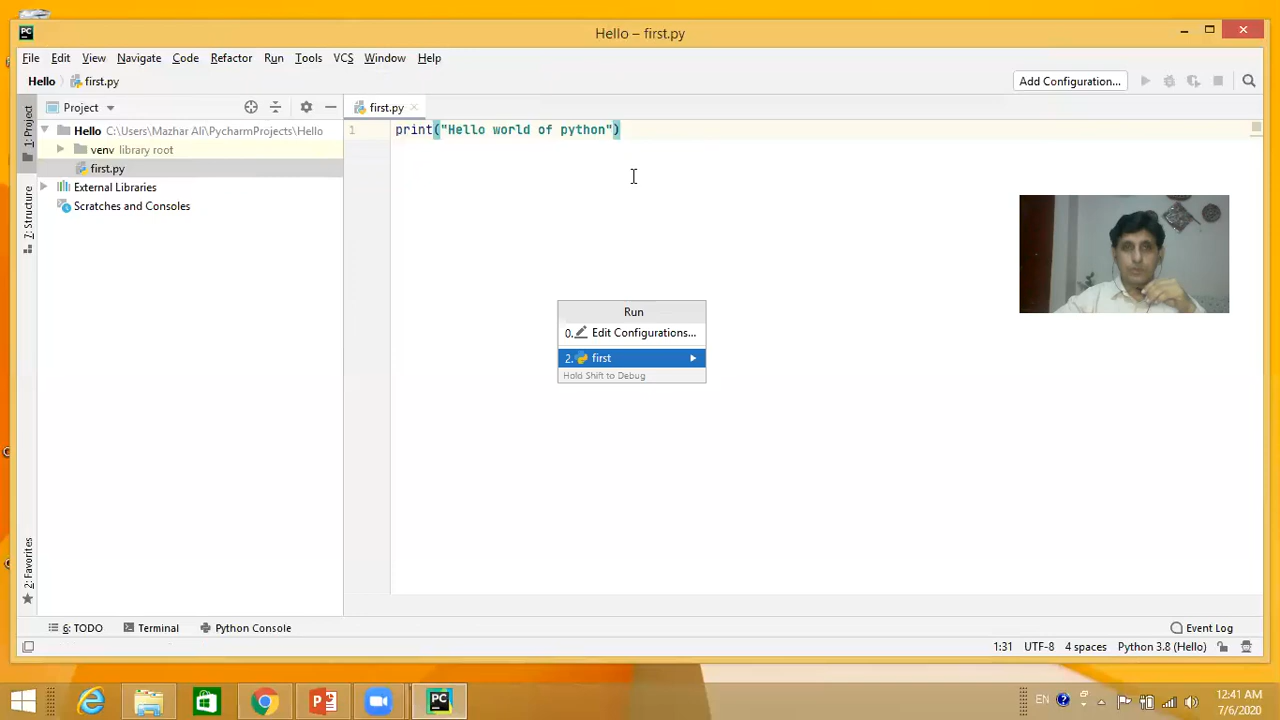 PC
Hello – first.py
File Edit View Navigate Code Refactor Run Tools VCS Window Help
Hello first.py
Add Configuration...
Project
first.py
1: Project
Hello C:\Users\Mazhar Ali\PycharmProjects\Hello
1 print("Hello world of python")
venv library root
first.py
External Libraries
Scratches and Consoles
7: Structure
Run
0. Edit Configurations...
2. first
Hold Shift to Debug
2: Favorites
6: TODO Terminal Python Console
Event Log
1:31 UTF-8 4 spaces Python 3.8 (Hello)
PC
EN
12:41 AM
7/6/2020